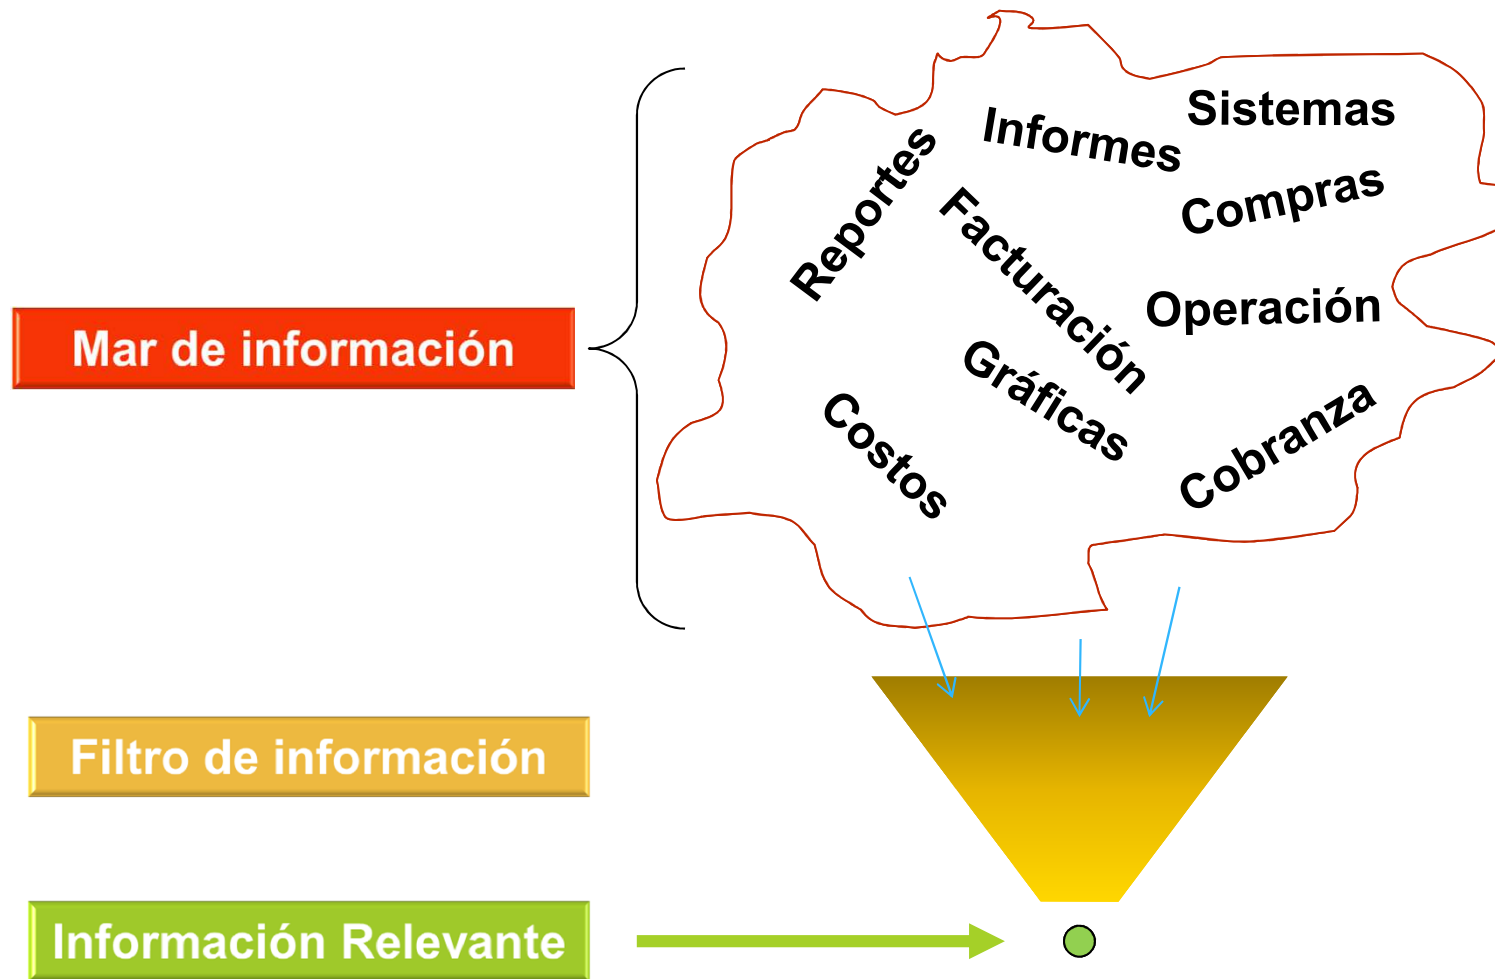 Sistemas
Informes
Reportes
Compras
Facturación
Operación
Mar de información
Gráficas
Costos
Cobranza
Filtro de información
Información Relevante